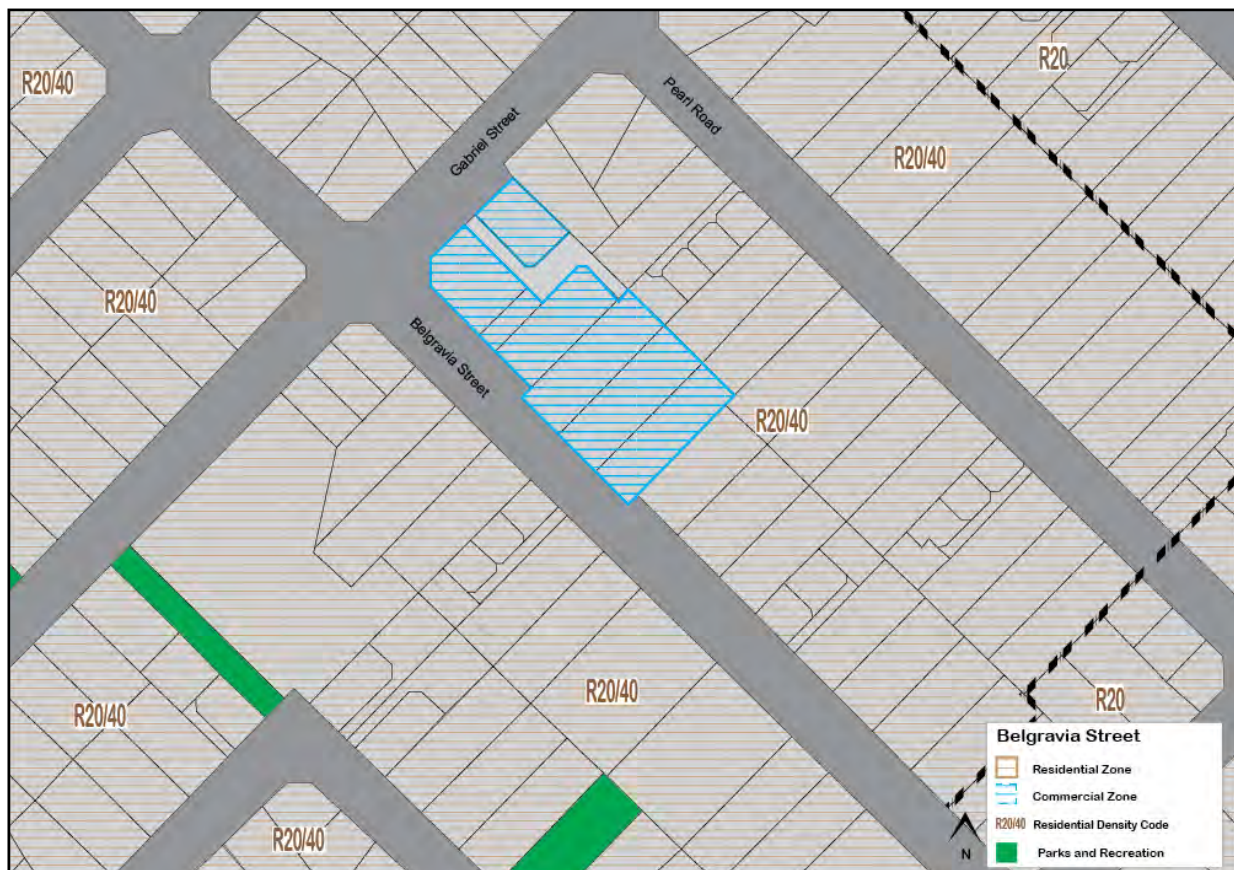 R20/40
R20
Pearl Road
Gabriel Street
R20/40
R20/40
Belgravia Street
R20/40
R20/40
R20/40
R20
R20/40
Belgravia Street
Residential Zone
Commercial Zone
R20/40 Residential Density Code
N
Parks and Recreation